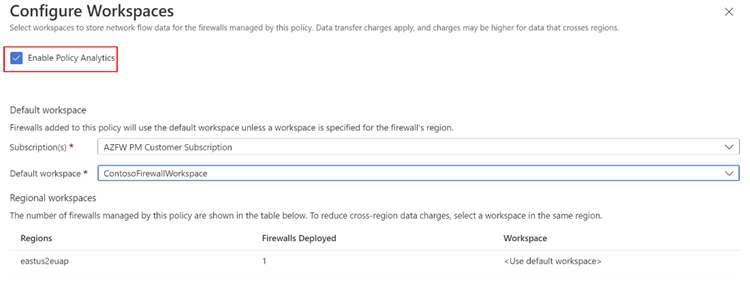 Configure Workspaces
Select workspaces to store network flow data for the firewalls managed by this policy. Data transfer charges apply, and charges may be higher for data that crosses regions.
Enable Policy Analytics
Default workspace
Firewalls added to this policy will use the default workspace unless a workspace is specified for the firewall's region.
Subscription(s) * AZFW PM Customer Subscription
Default workspace * ContosoFirewallWorkspace
Regional workspaces
The number of firewalls managed by this policy are shown in the table below. To reduce cross-region data charges, select a workspace in the same region.
Regions Firewalls Deployed Workspace
eastus2euap 1 <Use default workspace>